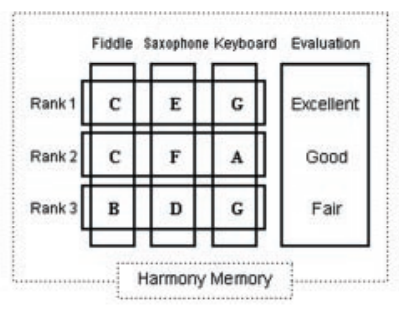 Fiddle Saxophone Keyboard Evaluation
Rank 1 C E G Excellent
Rank 2 C F A Good
Rank 3 B D G Fair
Harmony Memory